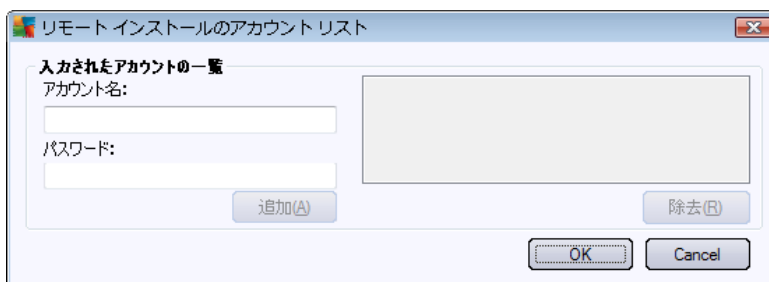 リモート インストールのアカウント リスト
入力されたアカウントの一覧
アカウント名:
パスワード:
追加(A)
除去(R)
OK
Cancel